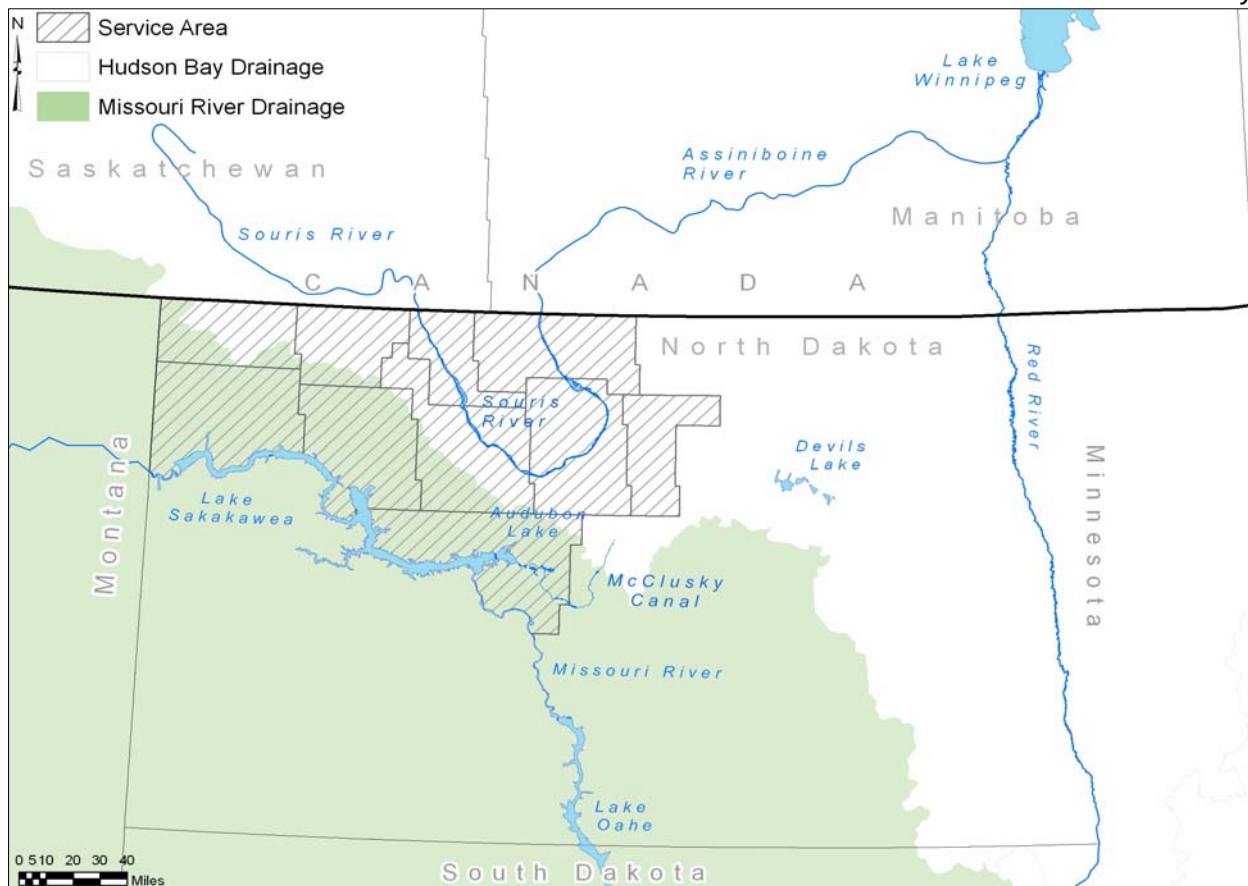 y
N
Service Area
Hudson Bay Drainage
Missouri River Drainage
Lake
Winnipeg
Assiniboine
River
Saskatchewan
Manitoba
Souris River
CANADA
North Dakota
Souris
River
Red River
Devils
Lake
Minnesota
Montana
Lake
Sakakawea
Audubon
Lake
McClusky
Canal
Missouri River
Lake
Oahe
South Dakota
0 5 10 20 30 40
Miles